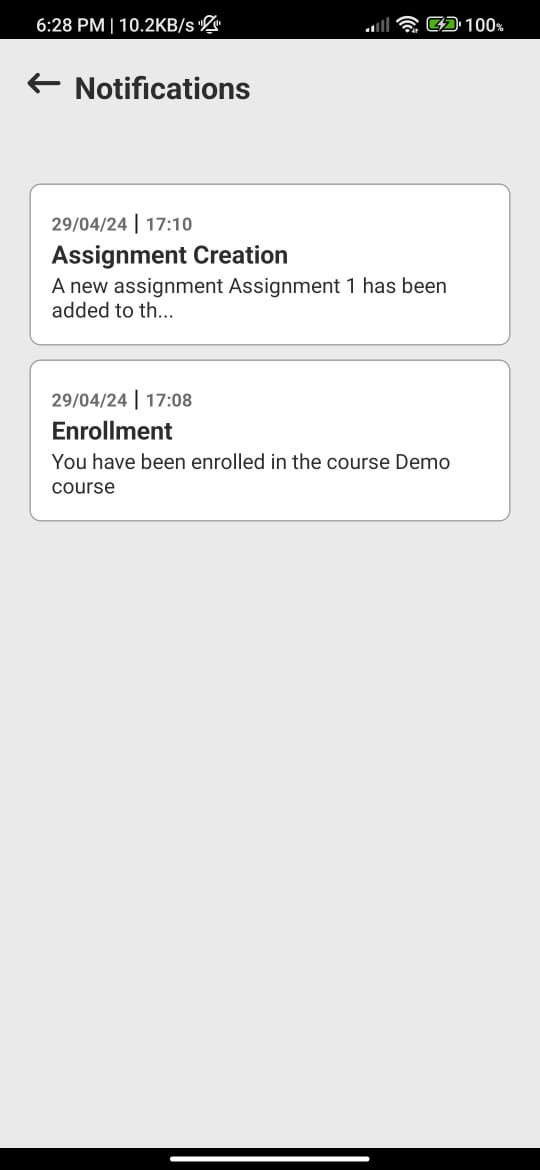 6:28 PM | 10.2KB/s 100%
Notifications
29/04/24 | 17:10
Assignment Creation
A new assignment Assignment 1 has been
added to th...
29/04/24 | 17:08
Enrollment
You have been enrolled in the course Demo
course